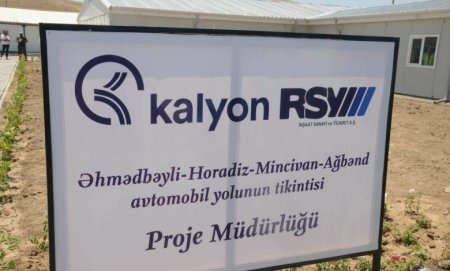 kalyon RSY
İNŞAAT SANAYİ ve TİCARET A.Ş.
Əhmədbəyli-Horadiz-Mincivan-Ağbənd
avtomobil yolunun tikintisi
Proje Müdürlüğü